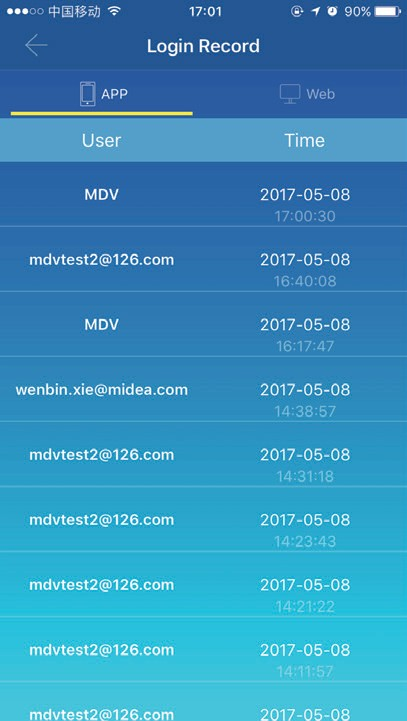 中国移动 17:01 90%
Login Record
APP Web
User Time
MDV 2017-05-08
17:00:30
mdvtest2@126.com 2017-05-08
16:40:08
MDV 2017-05-08
16:17:47
wenbin.xie@midea.com 2017-05-08
14:38:57
mdvtest2@126.com 2017-05-08
14:31:18
mdvtest2@126.com 2017-05-08
14:23:43
mdvtest2@126.com 2017-05-08
14:21:22
mdvtest2@126.com 2017-05-08
14:11:57
mdvtest2@126.com 2017-05-08